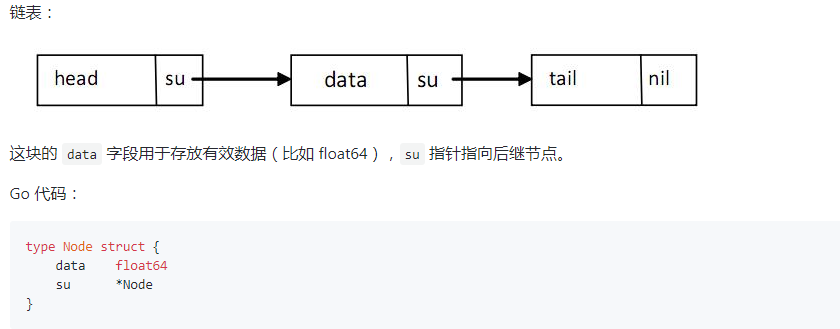 链表：
head su data su tail nil
这块的 data 字段用于存放有效数据（比如 float64），su 指针指向后继节点。
Go 代码：
type Node struct {
    data    float64
    su      *Node
}